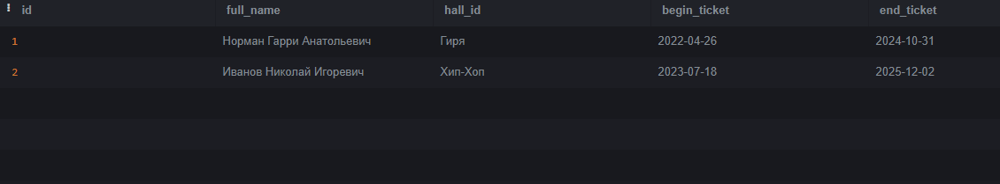 id full_name hall_id begin_ticket end_ticket
1 Норман Гарри Анатольевич Гиря 2022-04-26 2024-10-31
2 Иванов Николай Игоревич Хип-Хоп 2023-07-18 2025-12-02